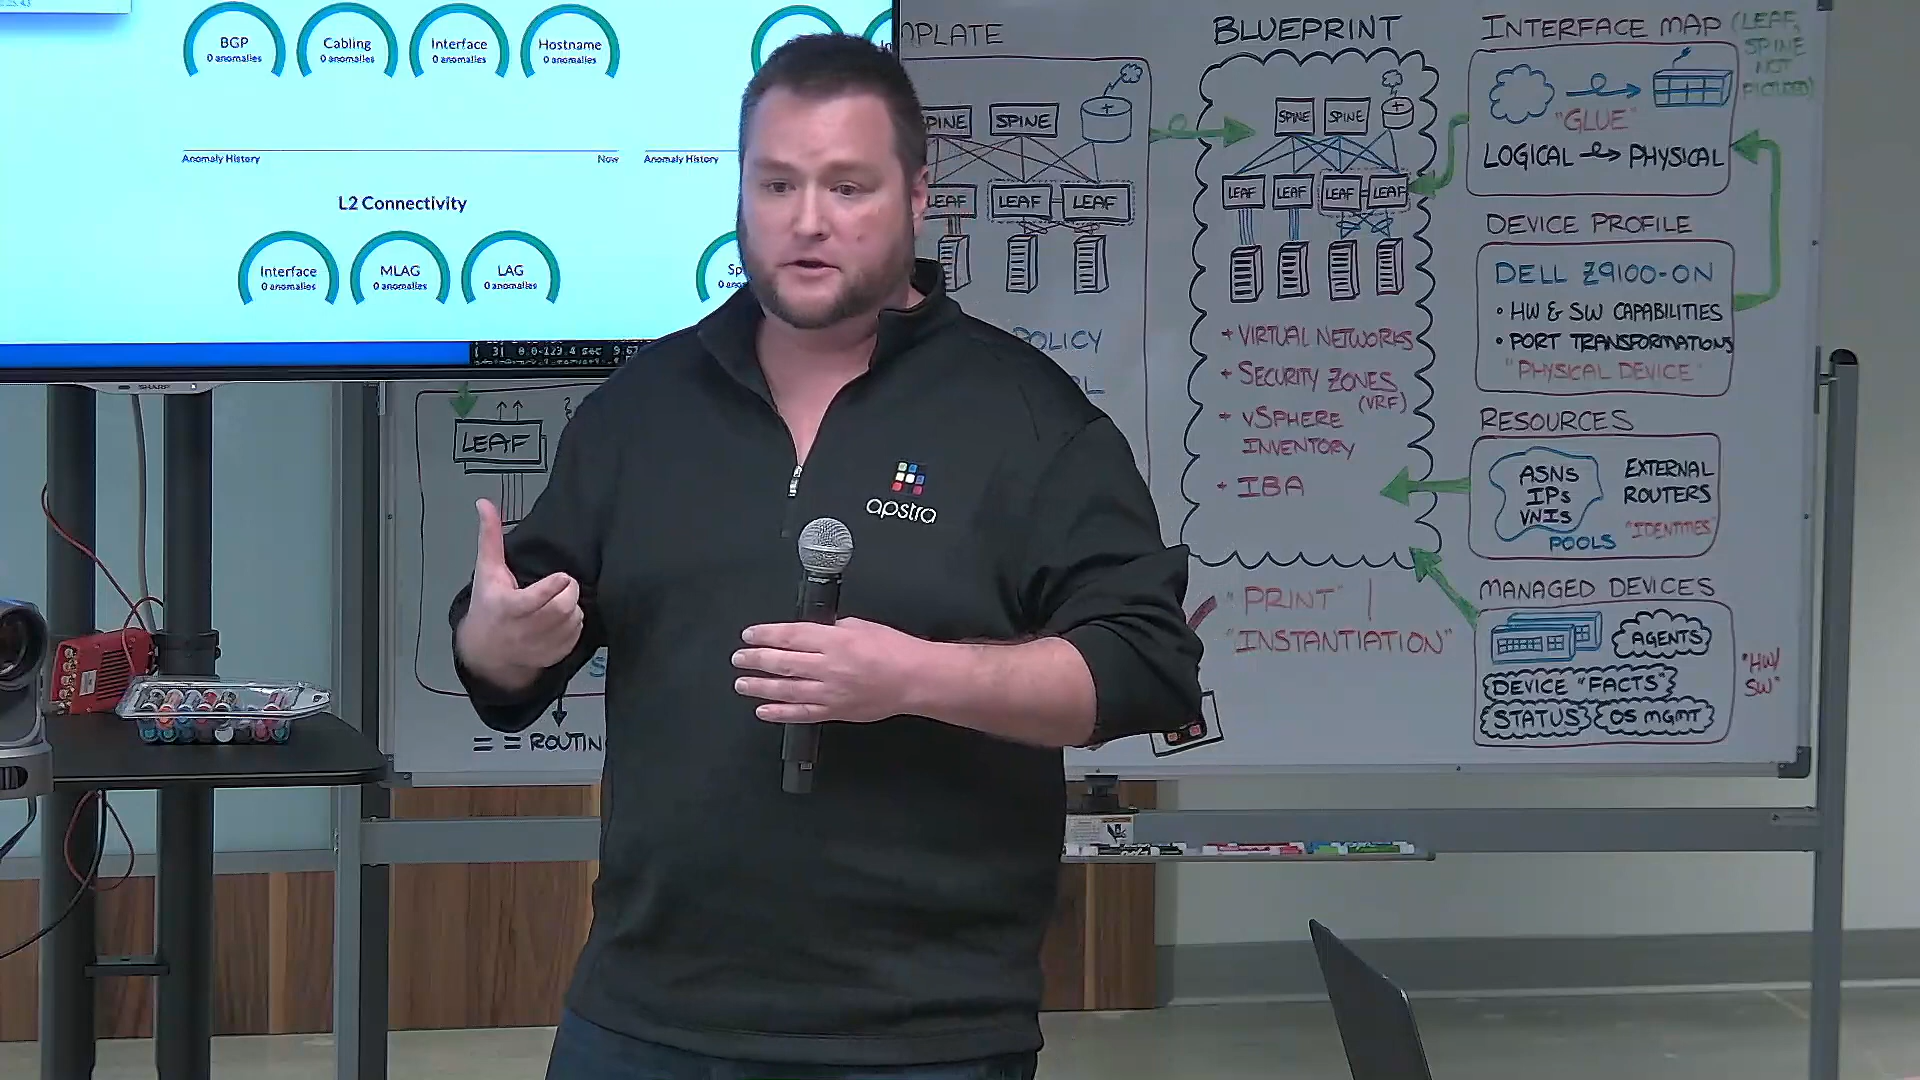 BGP
0 anomalies
Cabling
0 anomalies
Interface
0 anomalies
Hostname
0 anomalies
Anomaly History
Now
Anomaly History
L2 Connectivity
Interface
0 anomalies
MLAG
0 anomalies
LAG
0 anomalies
SHARP
SPINE
LEAF
LEAF
LEAF
POLICY
LEAF
ROUTIN
apstra
BLUEPRINT
SPINE
SPINE
LEAF
LEAF
LEAF
LEAF
+ VIRTUAL NETWORKS
+ SECURITY ZONES
(VRF)
+ VSPHERE
INVENTORY
+ IBA
"PRINT" |
"INSTANTIATION"
INTERFACE MAP (LEAF,
SPINE
NOT
PICTURED)
"GLUE"
LOGICAL → PHYSICAL
DEVICE PROFILE
DELL Z9100-ON
• HW & SW CAPABILITIES
• PORT TRANSFORMATIONS
"PHYSICAL DEVICE"
RESOURCES
ASNs
IPs
VNIs
POOLS
EXTERNAL
ROUTERS
"IDENTITIES"
MANAGED DEVICES
AGENTS
DEVICE "FACTS"
STATUS
OS MGMT
"HW/
SW"